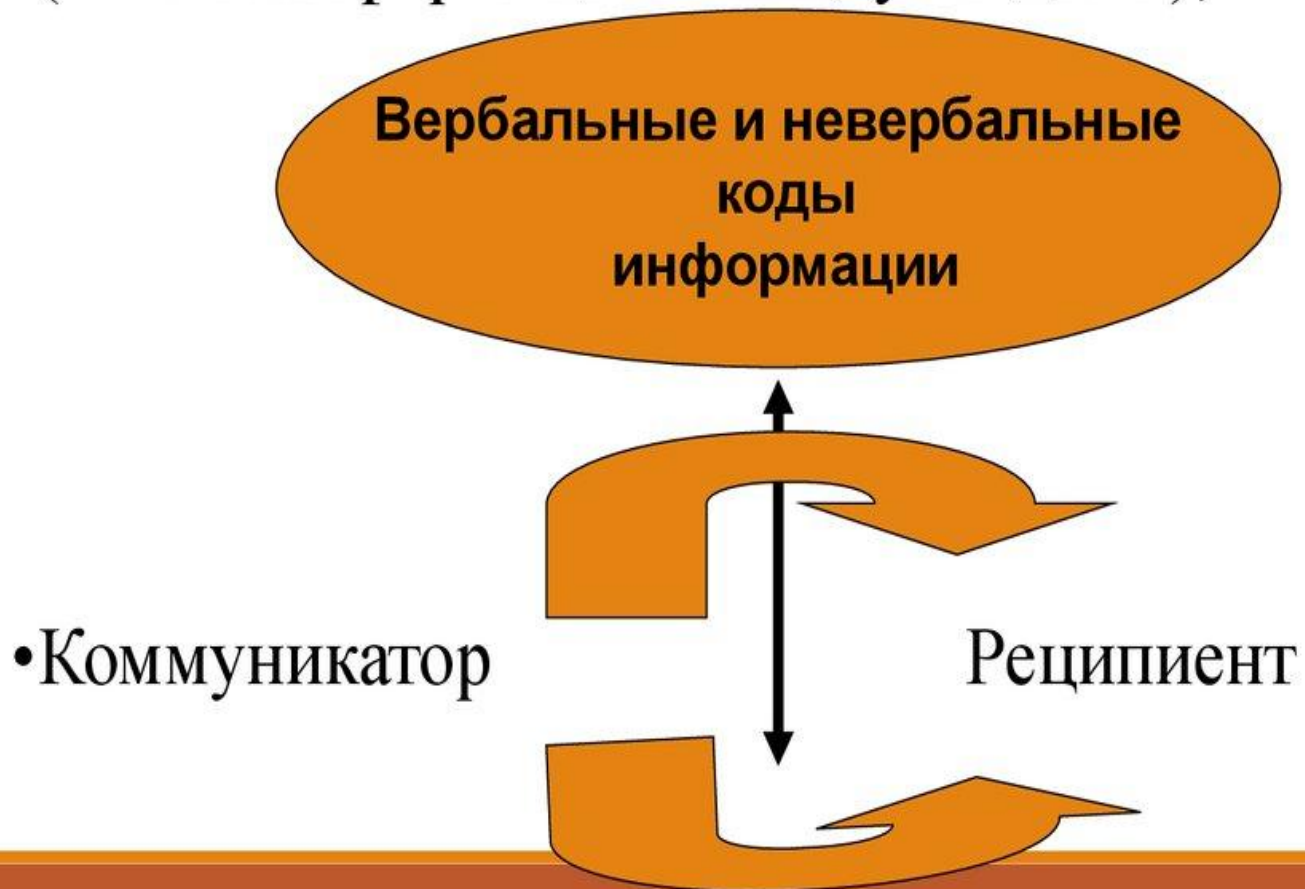 Вербальные и невербальные
коды
информации
•Коммуникатор Реципиент